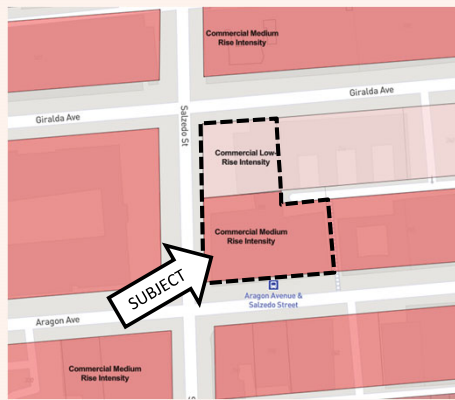 Commercial Medium
Rise Intensity
Giralda Ave
Giralda Ave
Salzedo St
Commercial Low-
Rise Intensity
Commercial Medium
Rise Intensity
SUBJECT
Aragon Avenue &
Salzedo Street
Aragon Ave
Commercial Medium
Rise Intensity